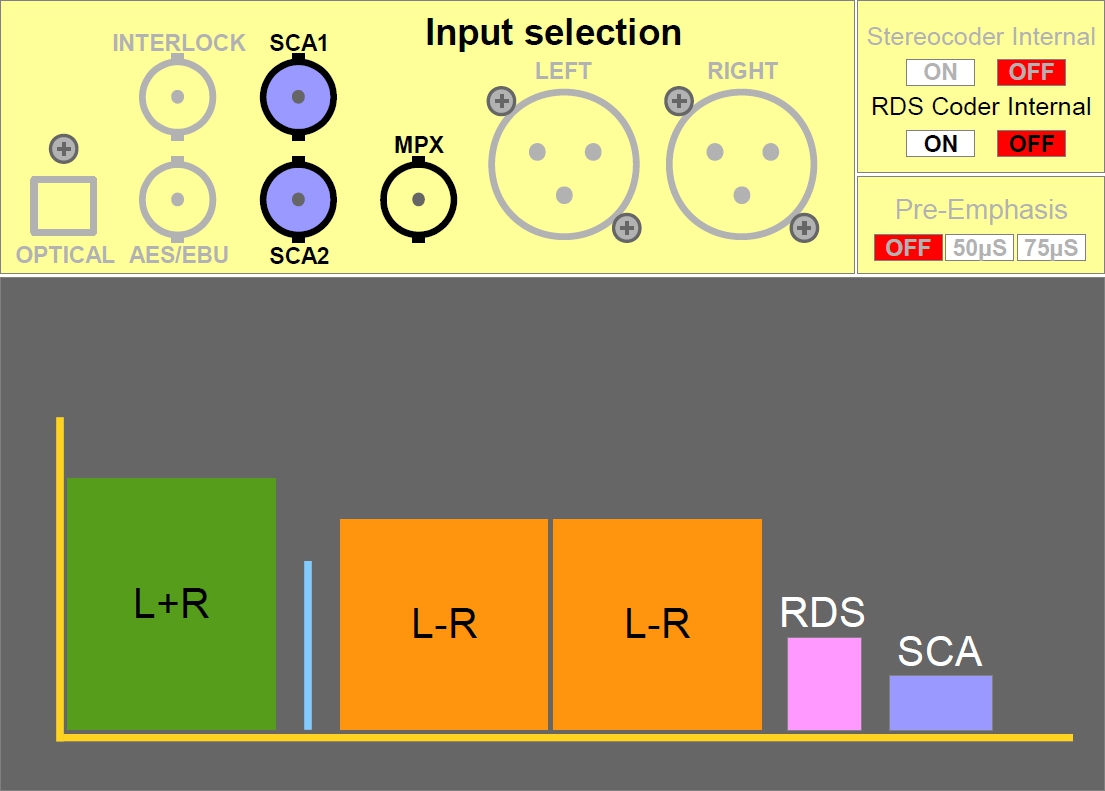 Input selection
INTERLOCK
SCA1
LEFT
RIGHT
MPX
OPTICAL
AES/EBU
SCA2
Stereocoder Internal
ON OFF
RDS Coder Internal
ON OFF
Pre-Emphasis
OFF 50µS 75µS
L+R
L-R
L-R
RDS
SCA